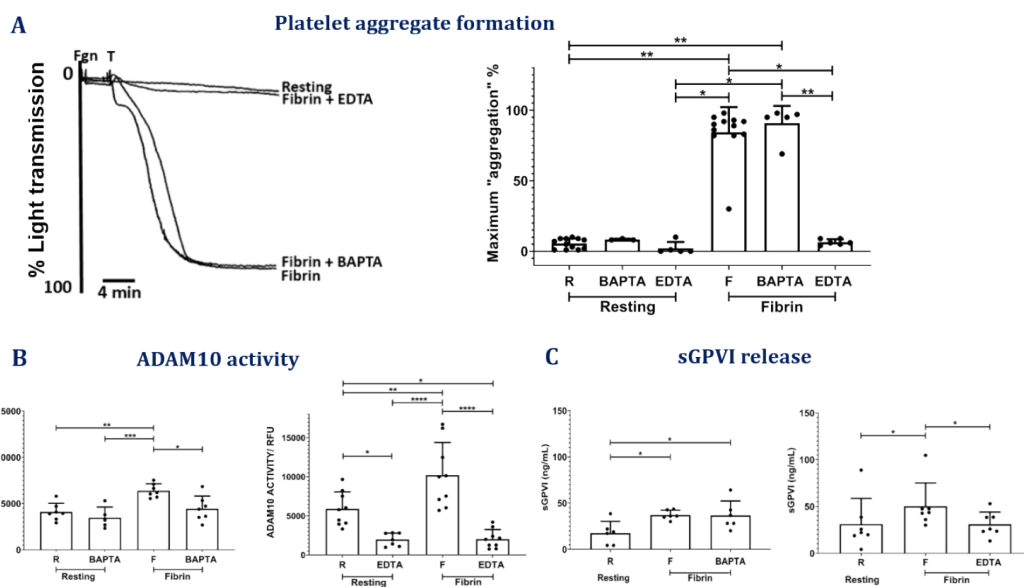 A
Platelet aggregate formation
Fgn T
0
% Light transmission
100
4 min
Resting
Fibrin + EDTA
Fibrin + BAPTA
Fibrin
Maximum "aggregation" %
100
50
0
**
**
*
*
*
**
R BAPTA EDTA F BAPTA EDTA
Resting Fibrin
B
ADAM10 activity
5000
0000
5000
0
**
***
*
R BAPTA F BAPTA
Resting Fibrin
ADAM10 ACTIVITY/ RFU
15000
10000
5000
0
*
**
****
****
*
R EDTA F EDTA
Resting Fibrin
C
sGPVI release
sGPVI (ng/mL)
150
100
50
0
*
*
R F BAPTA
Resting Fibrin
sGPVI (ng/mL)
150
100
50
0
*
*
R F EDTA
Resting Fibrin